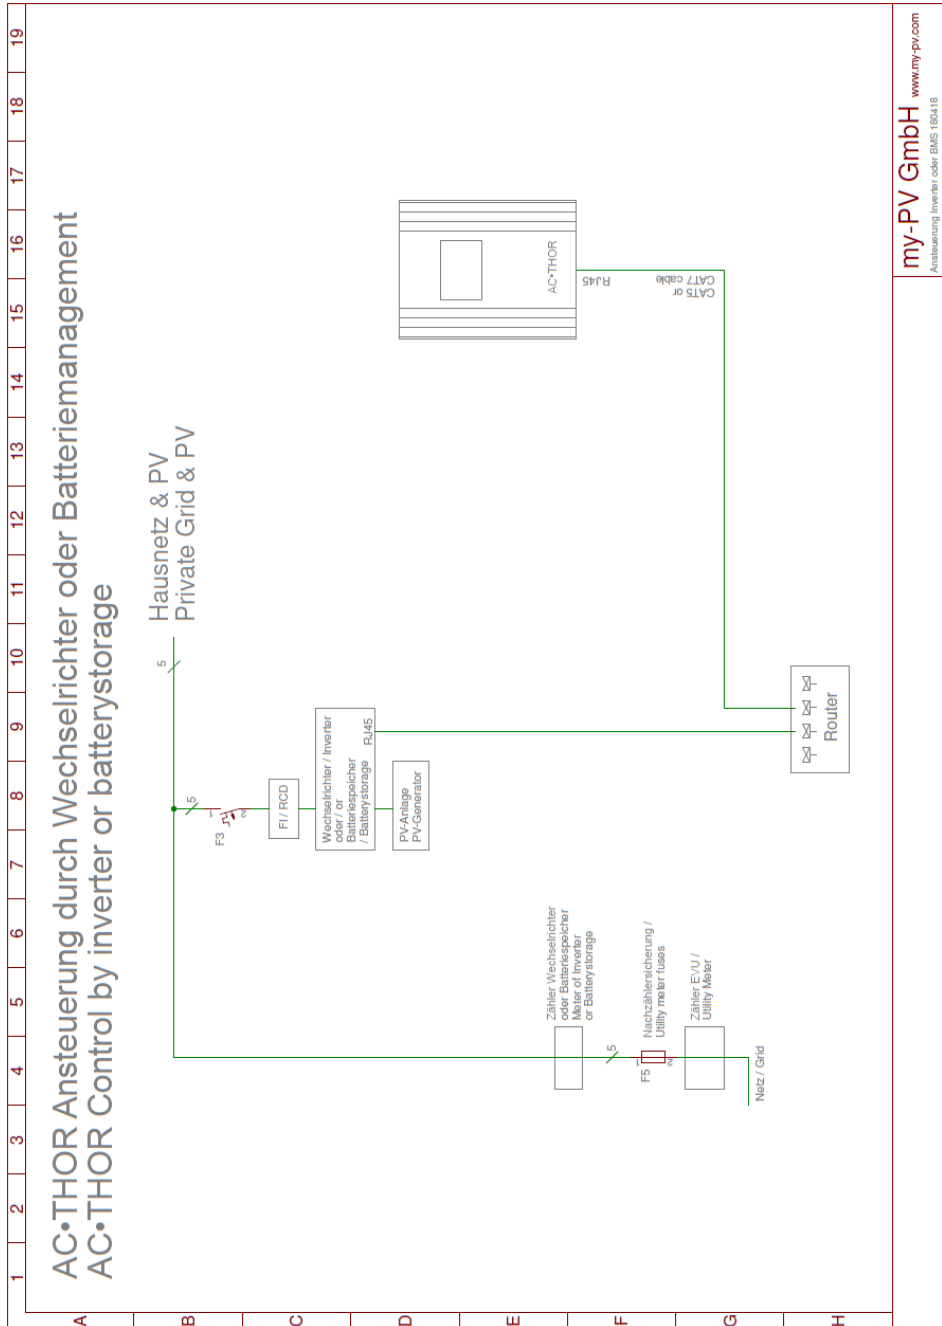 AC•THOR Ansteuerung durch Wechselrichter oder Batteriemanagement
AC•THOR Control by inverter or batterystorage
Hausnetz & PV
Private Grid & PV
5
5
1
2
F3
FI / RCD
Wechselrichter / Inverter
oder / or
Batteriespeicher
/ Batterystorage
RJ45
PV-Anlage
PV-Generator
AC•THOR
RJ45
CAT5 or
CAT7 cable
Zähler Wechselrichter
oder Batteriespeicher
Meter of Inverter
or Batterystorage
5
1
2
F5
Nachzählersicherung /
Utility meter fuses
Zähler EVU /
Utility Meter
Netz / Grid
Router
my-PV GmbH www.my-pv.com
Ansteuerung Inverter oder BMS 180418
1
2
3
4
5
6
7
8
9
10
11
12
13
14
15
16
17
18
19
A
B
C
D
E
F
G
H